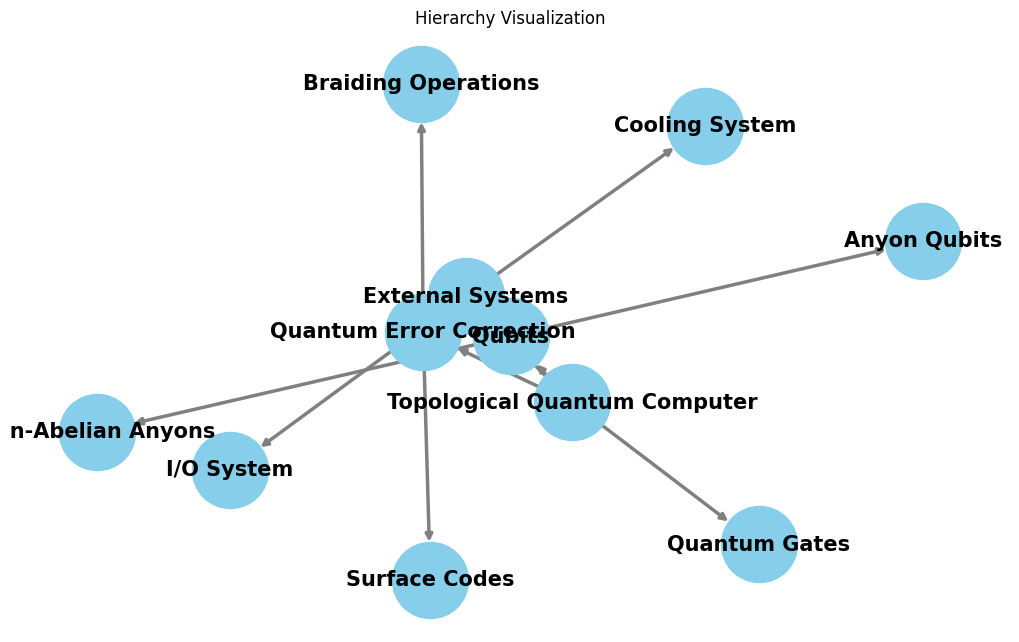 Hierarchy Visualization
Braiding Operations
Cooling System
Anyon Qubits
External Systems
Quantum Error Correction
Qubits
Topological Quantum Computer
n-Abelian Anyons
I/O System
Quantum Gates
Surface Codes